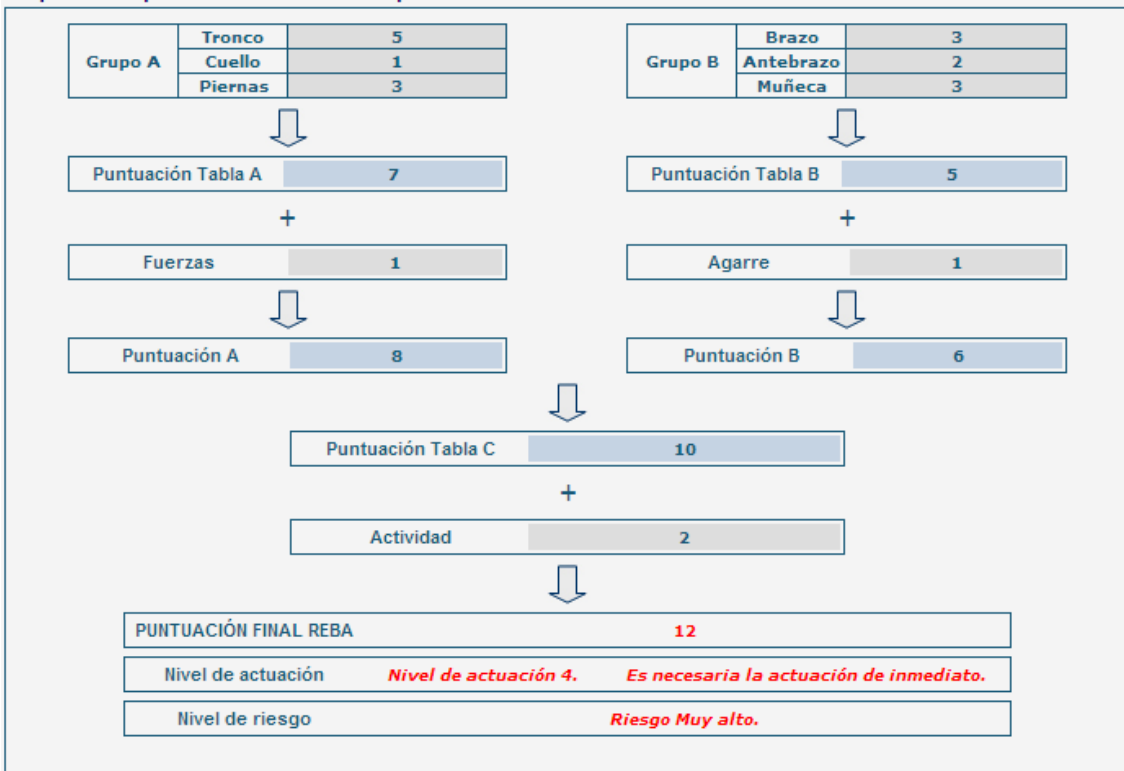 Grupo A
Tronco 5
Cuello 1
Piernas 3
Grupo B
Brazo 3
Antebrazo 2
Muñeca 3
Puntuación Tabla A 7
Puntuación Tabla B 5
+
+
Fuerzas 1
Agarre 1
Puntuación A 8
Puntuación B 6
Puntuación Tabla C 10
+
Actividad 2
PUNTUACIÓN FINAL REBA 12
Nivel de actuación Nivel de actuación 4. Es necesaria la actuación de inmediato.
Nivel de riesgo Riesgo Muy alto.